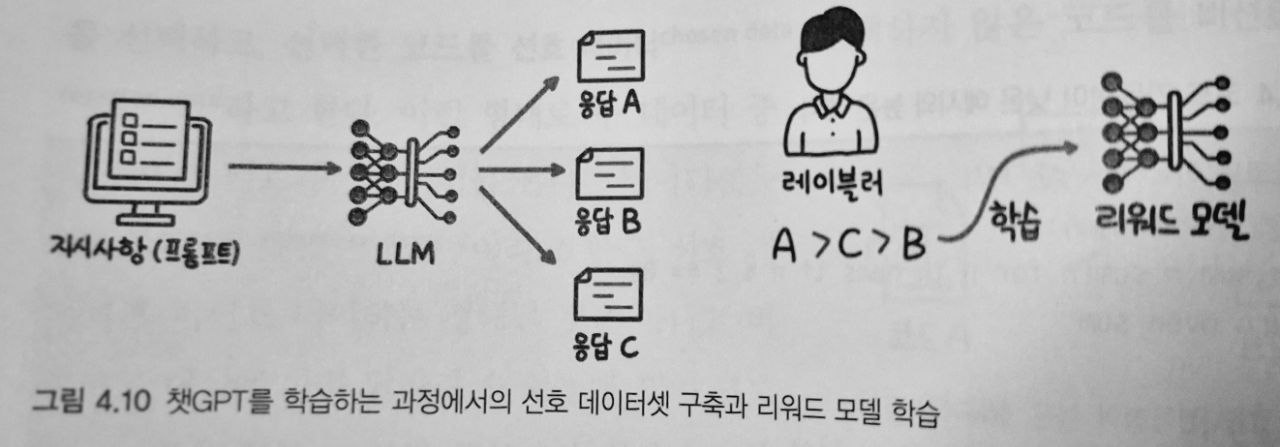 지시사항 (프롬프트)
LLM
응답 A
응답 B
응답 C
레이블러
A > C > B
학습
리워드 모델
그림 4.10 챗GPT를 학습하는 과정에서의 선호 데이터셋 구축과 리워드 모델 학습